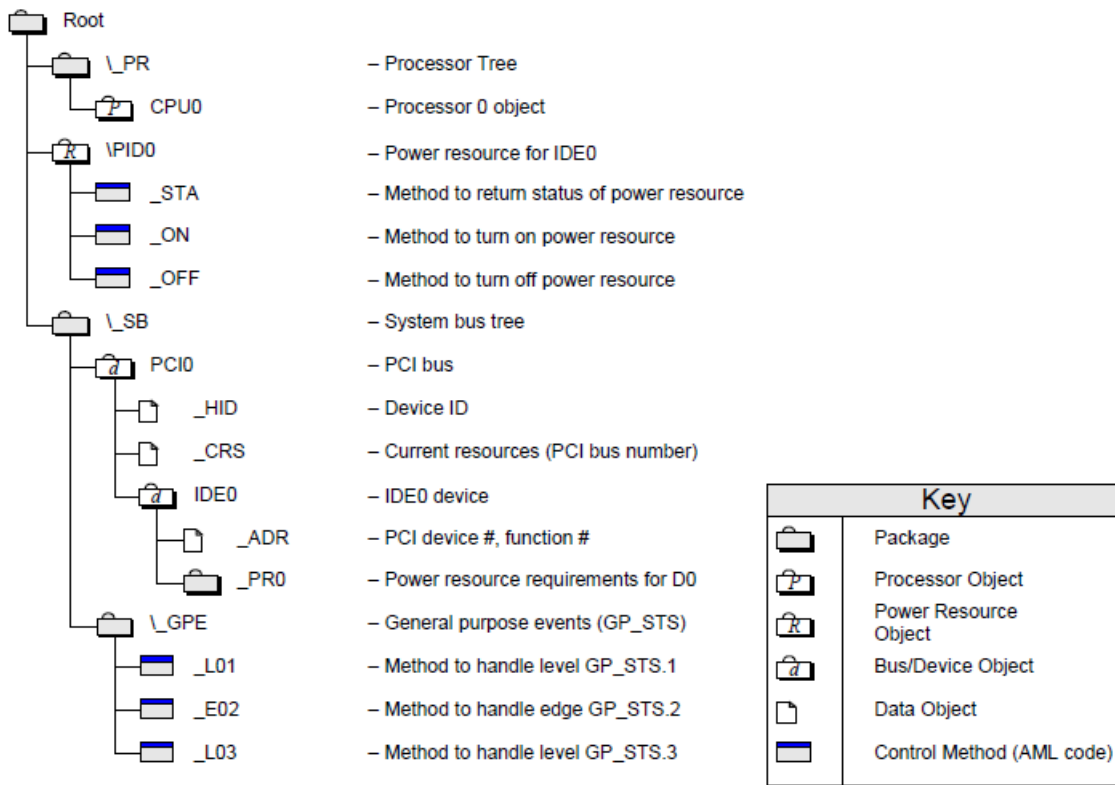 Root
\_PR – Processor Tree
P CPU0 – Processor 0 object
R \PID0 – Power resource for IDE0
_STA – Method to return status of power resource
_ON – Method to turn on power resource
_OFF – Method to turn off power resource
\_SB – System bus tree
d PCI0 – PCI bus
_HID – Device ID
_CRS – Current resources (PCI bus number)
d IDE0 – IDE0 device
_ADR – PCI device #, function #
_PR0 – Power resource requirements for D0
\_GPE – General purpose events (GP_STS)
_L01 – Method to handle level GP_STS.1
_E02 – Method to handle edge GP_STS.2
_L03 – Method to handle level GP_STS.3
Key
Package
P Processor Object
R Power Resource
Object
d Bus/Device Object
Data Object
Control Method (AML code)